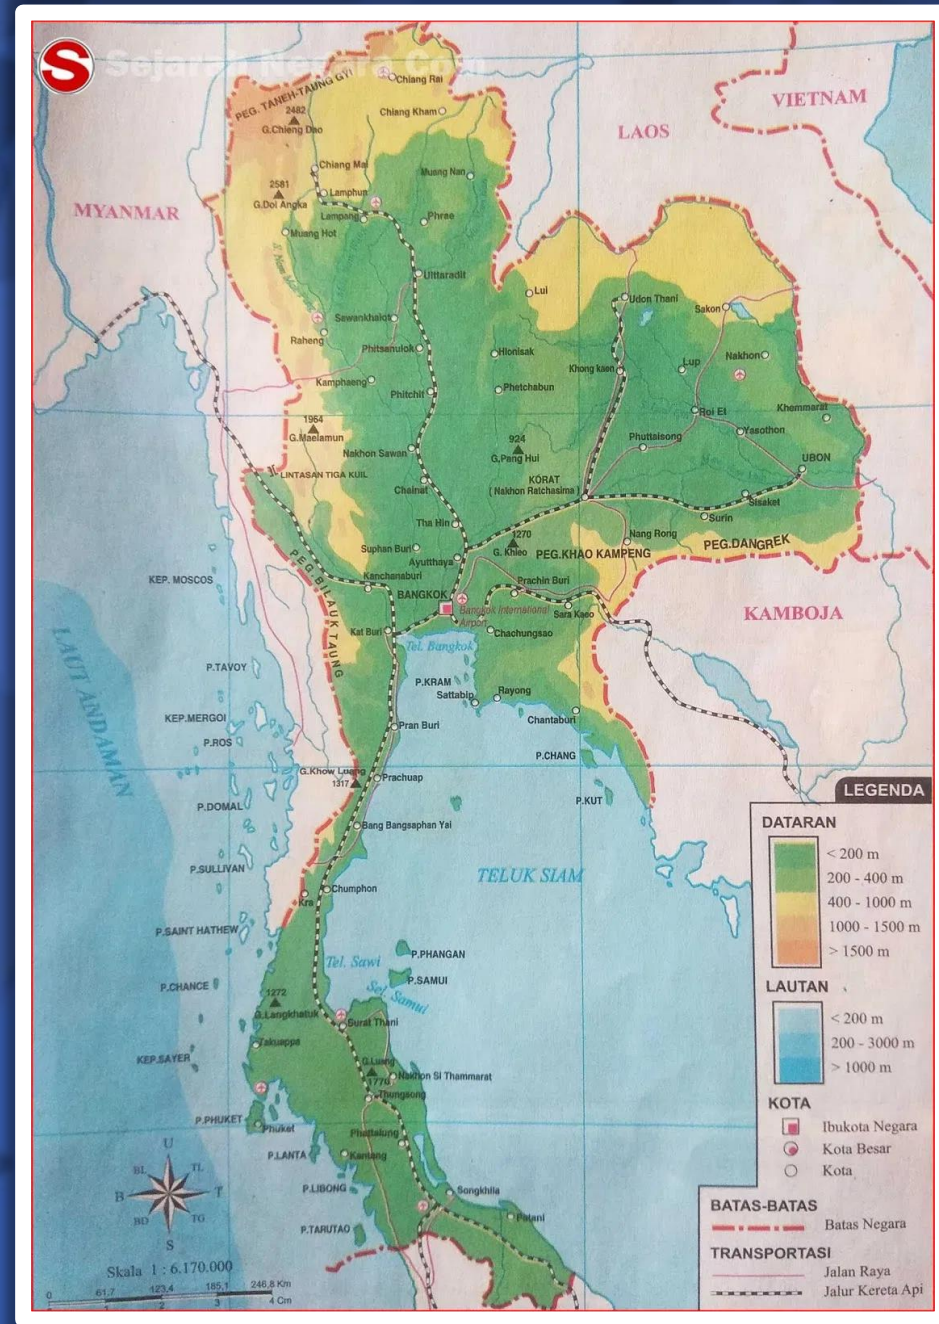 S
Sejarah Negara Com
VIETNAM
LAOS
MYANMAR
KAMBOJA
PEG. TANEH-TAUNG GYI
Chiang Rai
2482
G.Chieng Dao
Chiang Kham
Chiang Mai
Muang Nan
2581
G.Doi Angka
Lamphun
Lampang
Phrae
Muang Hot
Uttaradit
Lui
Udon Thani
Sakon
Sawankhalot
Raheng
Phitsanulok
Hionisak
Nakhon
Khong kaen
Lup
Kamphaeng
Phitchit
Phetchabun
Roi Et
Khemmarat
1964
G.Maelamun
924
G.Pang Hui
Phuttaisong
Yasothon
Nakhon Sawan
LINTASAN TIGA KUIL
KORAT
( Nakhon Ratchasima )
UBON
Chainat
Sisaket
Surin
Tha Hin
1270
G. Khieo
Nang Rong
PEG.KHAO KAMPENG
PEG.DANGREK
Suphan Buri
Ayutthaya
PEG.BILAUK TAUNG
Kanchanaburi
KEP. MOSCOS
BANGKOK
Prachin Buri
Bangkok International
Airport
Sara Kaeo
Kat Buri
Chachungsao
Tel. Bangkok
LAUT ANDAMAN
P.TAVOY
P.KRAM
Sattabip
Rayong
KEP.MERGOI
Chantaburi
Pran Buri
P.ROS
P.CHANG
G.Khow Luang
1317
Prachuap
P.DOMAL
P.KUT
Bang Bangsaphan Yai
P.SULLIVAN
TELUK SIAM
Chumphon
Kra
P.SAINT HATHEW
P.PHANGAN
Tel. Sawi
P.SAMUI
P.CHANCE
Sel. Samui
1272
G.Langkhatuk
Surat Thani
Takuappa
KEP.SAYER
G.Luang
1770
Nakhon Si Thammarat
Thungsong
P.PHUKET
Phuket
Phattalung
P.LANTA
Kantang
P.LIBONG
Songkhlla
Patani
P.TARUTAO
U
BL
TL
B
T
BD
TG
S
Skala 1 : 6.170.000
0 61,7 123,4 185,1 246,8 Km
1 2 3 4 Cm
LEGENDA
DATARAN
< 200 m
200 - 400 m
400 - 1000 m
1000 - 1500 m
> 1500 m
LAUTAN
< 200 m
200 - 3000 m
> 1000 m
KOTA
Ibukota Negara
Kota Besar
Kota
BATAS-BATAS
Batas Negara
TRANSPORTASI
Jalan Raya
Jalur Kereta Api